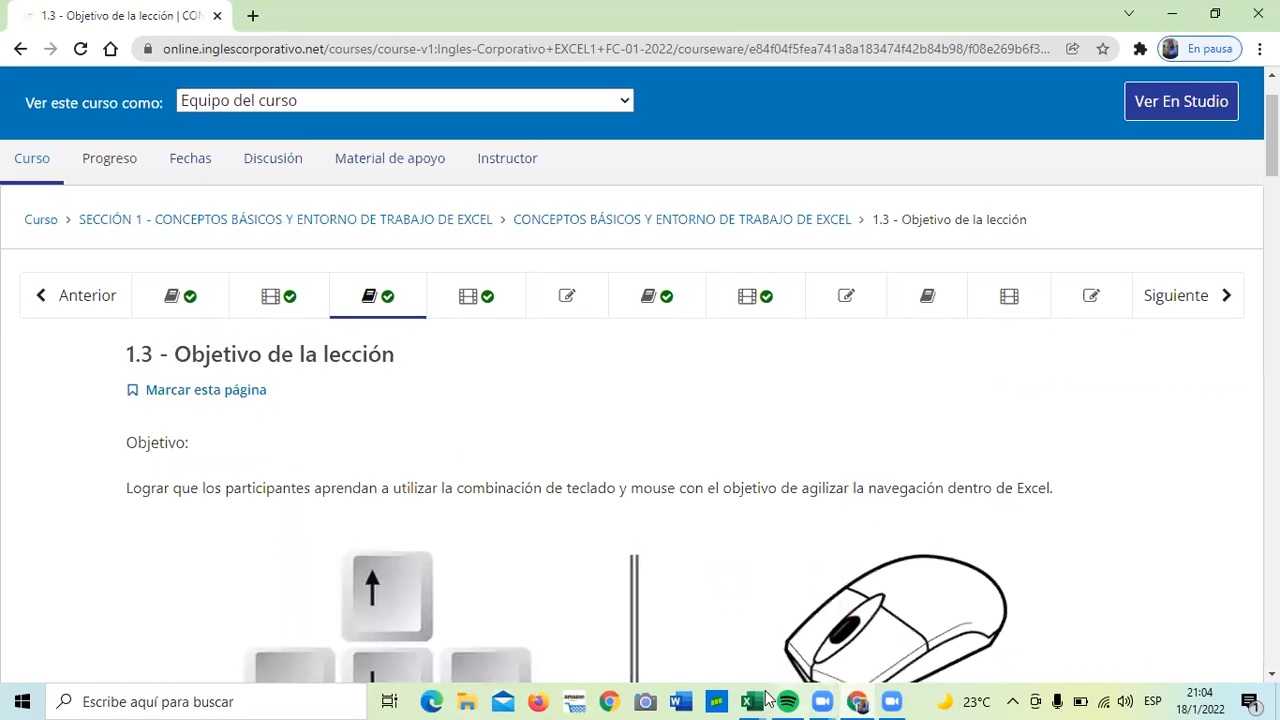 1.3 - Objetivo de la lección | CON
online.inglescorporativo.net/courses/course-v1:Ingles-Corporativo+EXCEL1+FC-01-2022/courseware/e84f04f5fea741a8a183474f42b84b98/f08e269b6f3...
En pausa
Ver este curso como:
Equipo del curso
Ver En Studio
Curso
Progreso
Fechas
Discusión
Material de apoyo
Instructor
Curso > SECCIÓN 1 - CONCEPTOS BÁSICOS Y ENTORNO DE TRABAJO DE EXCEL > CONCEPTOS BÁSICOS Y ENTORNO DE TRABAJO DE EXCEL > 1.3 - Objetivo de la lección
Anterior
Siguiente
1.3 - Objetivo de la lección
Marcar esta página
Objetivo:
Lograr que los participantes aprendan a utilizar la combinación de teclado y mouse con el objetivo de agilizar la navegación dentro de Excel.
Escribe aquí para buscar
amazon
23°C
ESP
21:04
18/1/2022